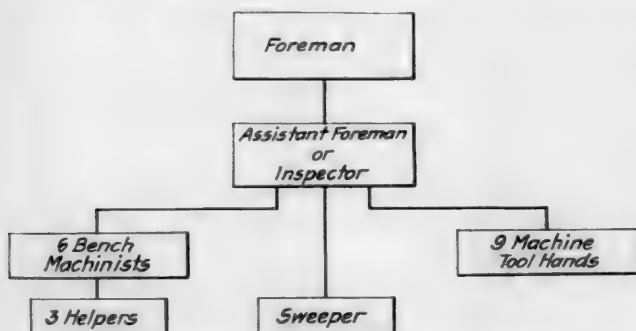 Foreman
Assistant Foreman
or
Inspector
6 Bench
Machinists
9 Machine
Tool Hands
3 Helpers
Sweeper